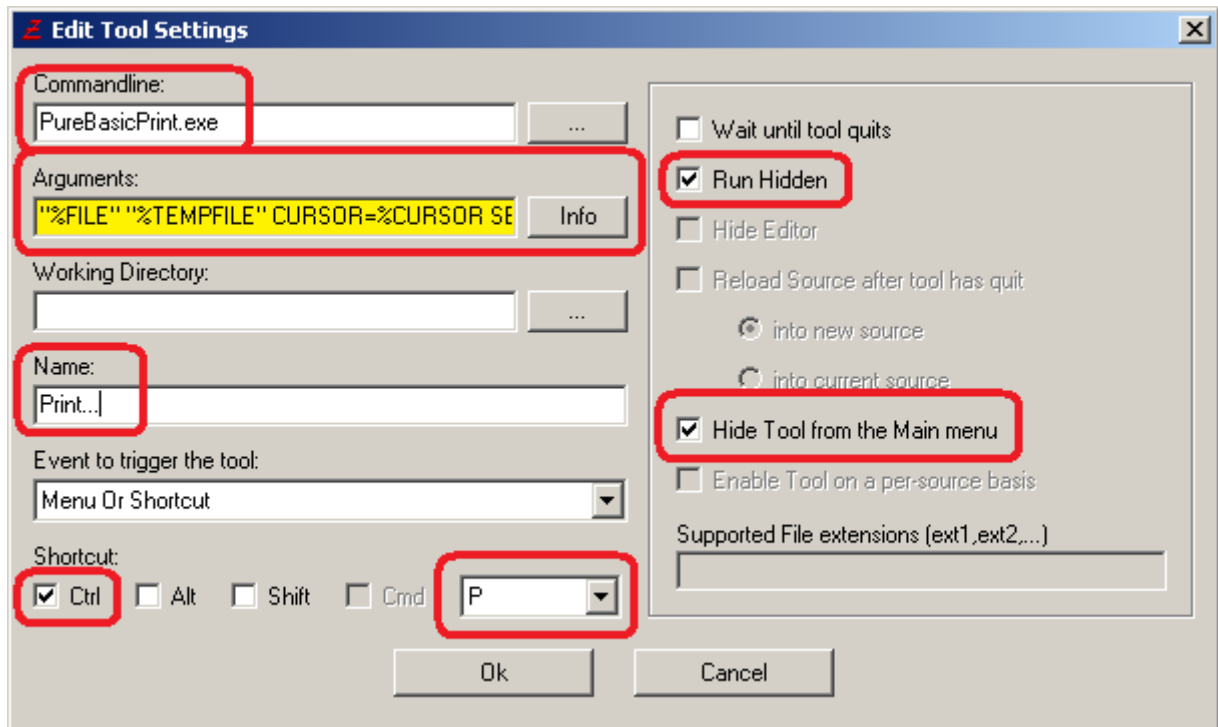 Edit Tool Settings
Commandline:
PureBasicPrint.exe
...
Arguments:
"%FILE" "%TEMPFILE" CURSOR=%CURSOR SE
Info
Working Directory:
...
Name:
Print...
Event to trigger the tool:
Menu Or Shortcut
Shortcut:
Ctrl Alt Shift Cmd P
Wait until tool quits
Run Hidden
Hide Editor
Reload Source after tool has quit
into new source
into current source
Hide Tool from the Main menu
Enable Tool on a per-source basis
Supported File extensions (ext1,ext2,...)
Ok Cancel